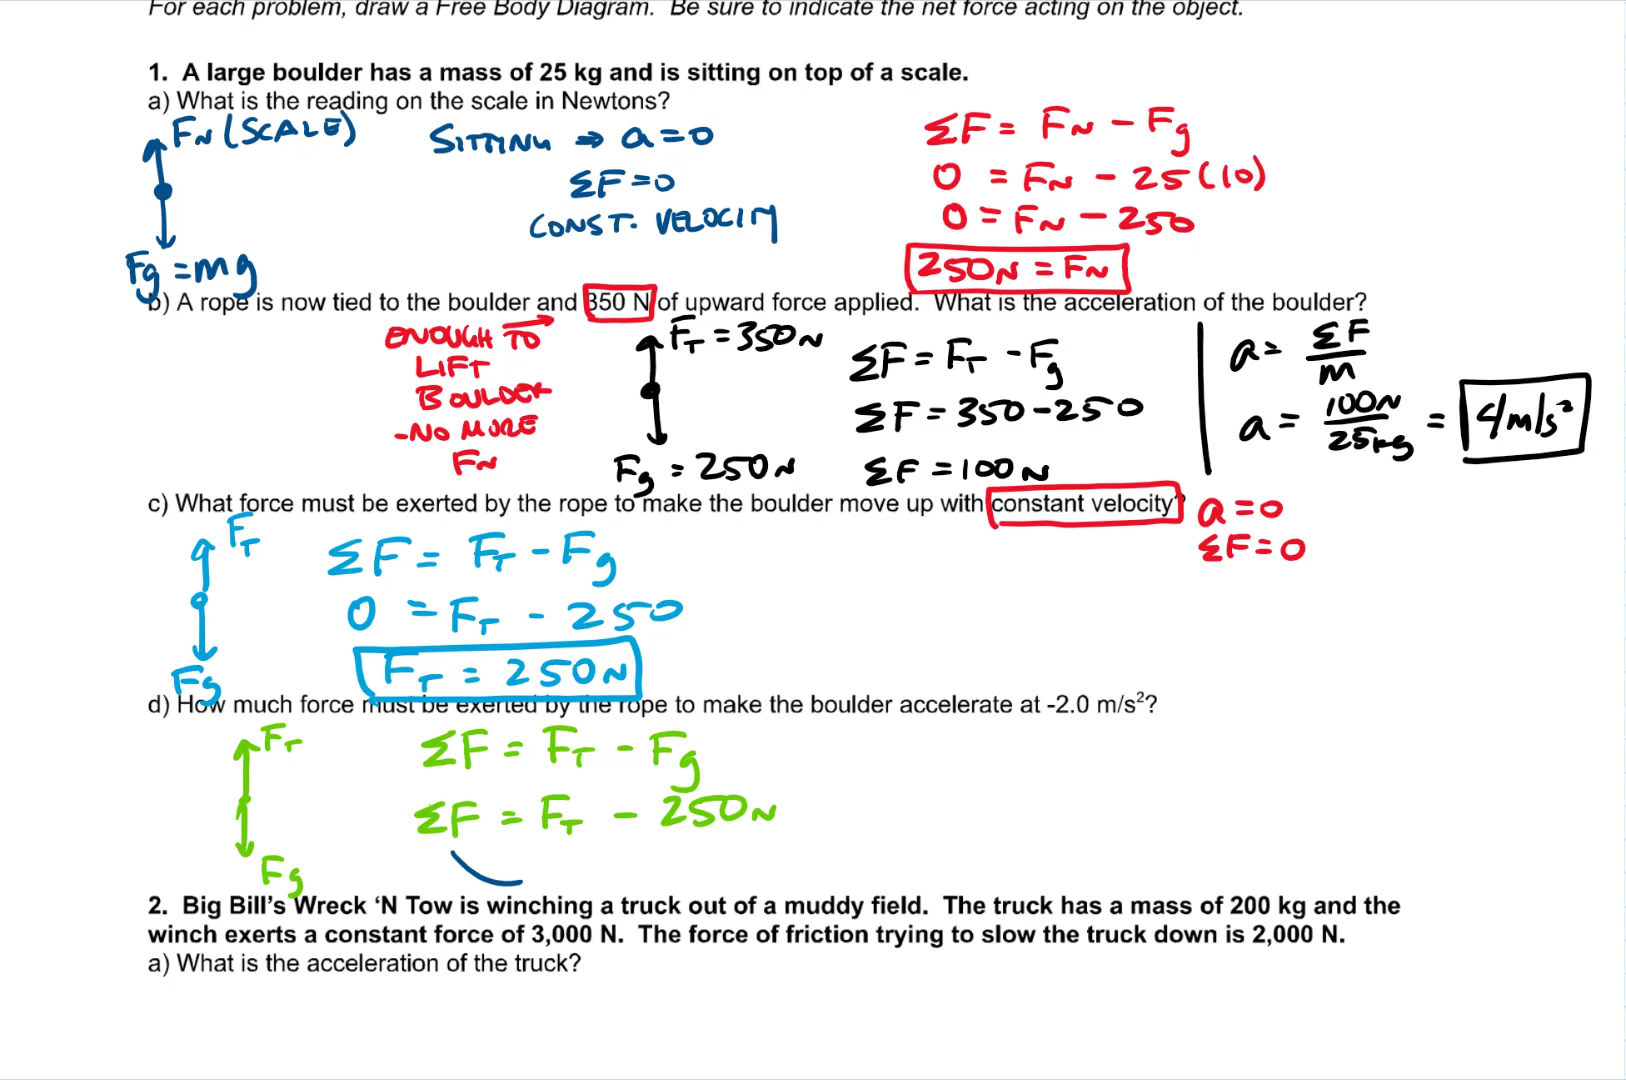 For each problem, draw a Free Body Diagram. Be sure to indicate the net force acting on the object.
1. A large boulder has a mass of 25 kg and is sitting on top of a scale.
a) What is the reading on the scale in Newtons?
FN (SCALE)
Fg = mg
SITTING ⇒ a = 0
ΣF = 0
CONST. VELOCITY
ΣF = FN - Fg
0 = FN - 25(10)
0 = FN - 250
250N = FN
b) A rope is now tied to the boulder and 350 N of upward force applied. What is the acceleration of the boulder?
ENOUGH TO
LIFT
BOULDER
- NO MORE
FN
FT = 350N
Fg = 250N
ΣF = FT - Fg
ΣF = 350 - 250
ΣF = 100N
a = ΣF/m
a = 100N/25kg = 4m/s²
c) What force must be exerted by the rope to make the boulder move up with constant velocity?
a = 0
ΣF = 0
FT
Fg
ΣF = FT - Fg
0 = FT - 250
FT = 250N
d) How much force must be exerted by the rope to make the boulder accelerate at -2.0 m/s²?
FT
Fg
ΣF = FT - Fg
ΣF = FT - 250N
2. Big Bill's Wreck 'N Tow is winching a truck out of a muddy field. The truck has a mass of 200 kg and the
winch exerts a constant force of 3,000 N. The force of friction trying to slow the truck down is 2,000 N.
a) What is the acceleration of the truck?